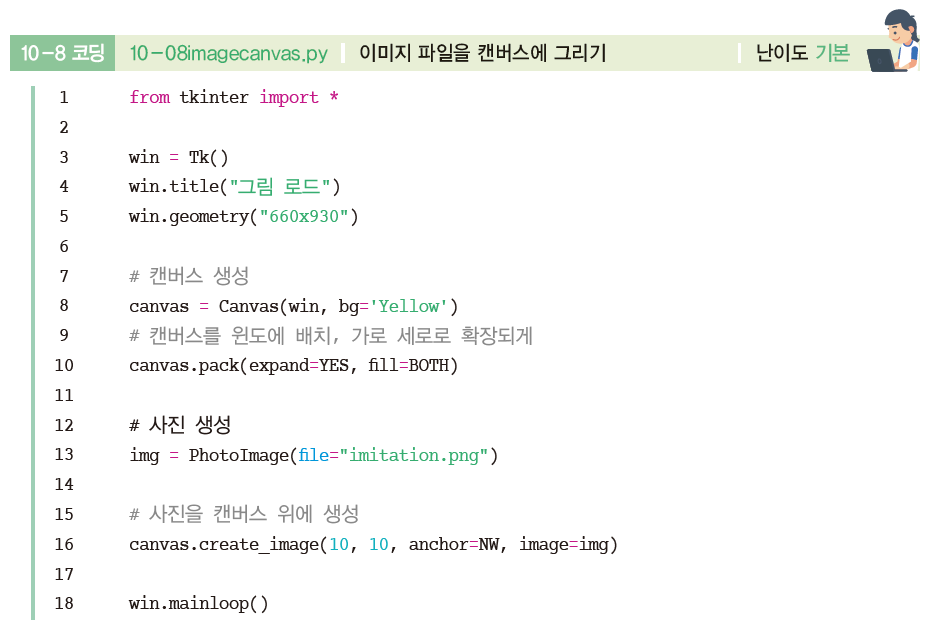 10-8 코딩 10-08imagecanvas.py 이미지 파일을 캔버스에 그리기 난이도 기본
1 from tkinter import *
2
3 win = Tk()
4 win.title("그림 로드")
5 win.geometry("660x930")
6
7 # 캔버스 생성
8 canvas = Canvas(win, bg='Yellow')
9 # 캔버스를 윈도에 배치, 가로 세로로 확장되게
10 canvas.pack(expand=YES, fill=BOTH)
11
12 # 사진 생성
13 img = PhotoImage(file="imitation.png")
14
15 # 사진을 캔버스 위에 생성
16 canvas.create_image(10, 10, anchor=NW, image=img)
17
18 win.mainloop()